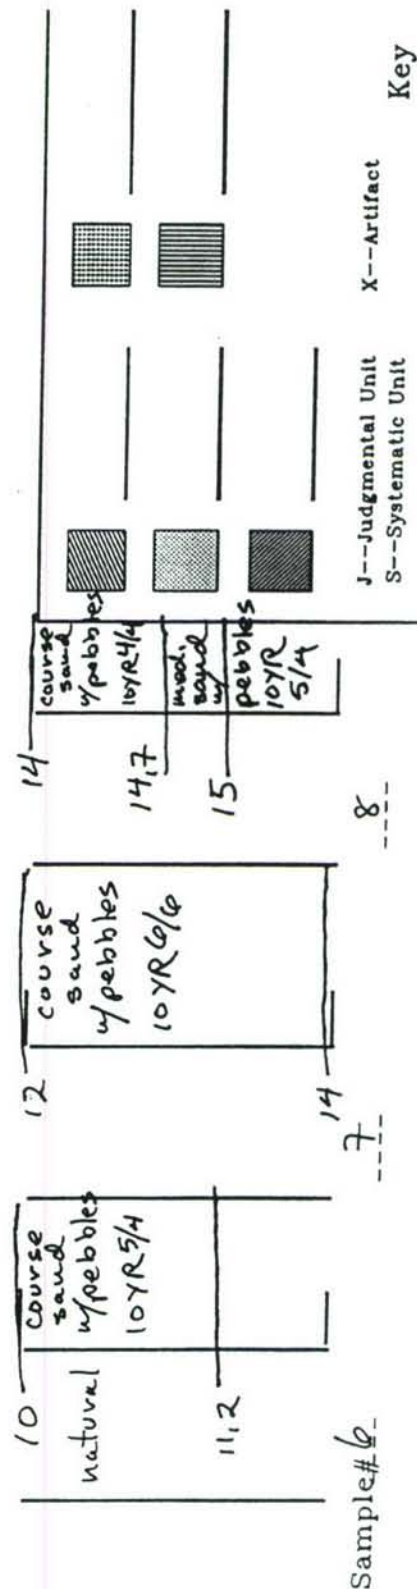 10
natural
course
sand
w/pebbles
10YR5/4
11.2
Sample# 6
12
course
sand
w/pebbles
10YR6/6
14
7
14
course
sand
w/pebbles
10YR4/4
14.7
med.
sand
w/
15
pebbles
10YR
5/4
8
J--Judgmental Unit
S--Systematic Unit
X--Artifact
Key